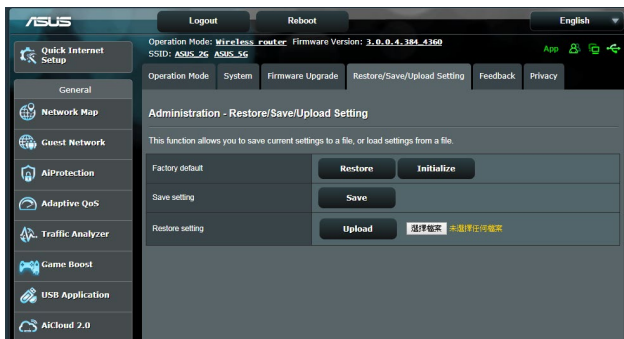 ASUS
Logout
Reboot
English
Quick Internet Setup
Operation Mode: Wireless router Firmware Version: 3.0.0.4.384_4360
SSID: ASUS_2G ASUS_5G
App
General
Network Map
Guest Network
AiProtection
Adaptive QoS
Traffic Analyzer
Game Boost
USB Application
AiCloud 2.0
Operation Mode System Firmware Upgrade Restore/Save/Upload Setting Feedback Privacy
Administration - Restore/Save/Upload Setting
This function allows you to save current settings to a file, or load settings from a file.
Factory default Restore Initialize
Save setting Save
Restore setting Upload 選擇檔案 未選擇任何檔案